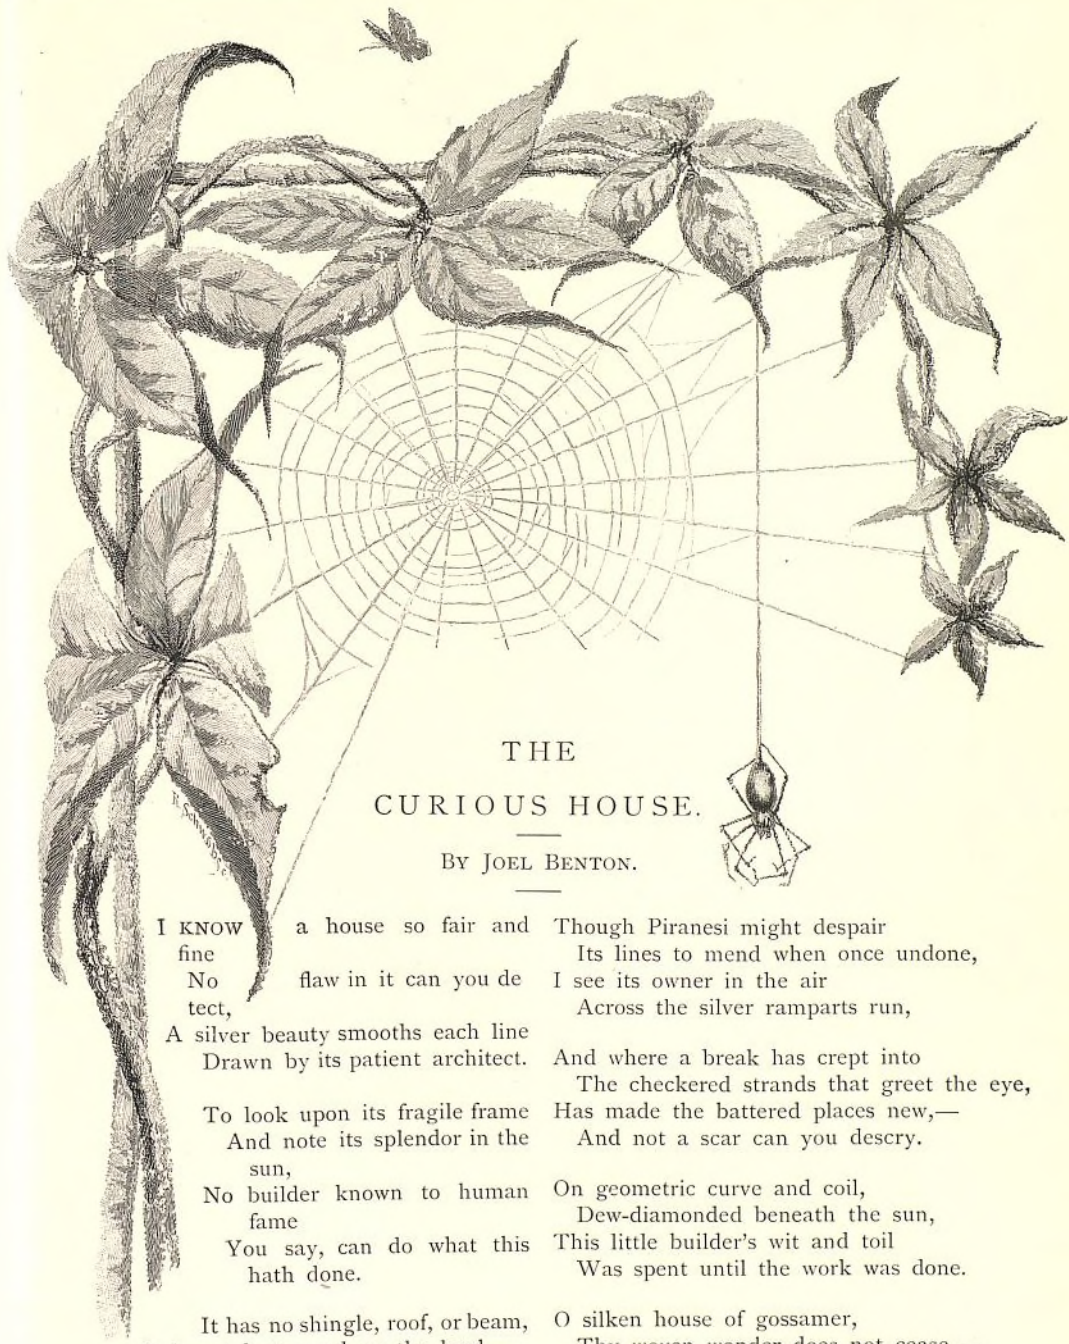 THE
CURIOUS HOUSE.
BY JOEL BENTON.
I KNOW a house so fair and
fine
No flaw in it can you de
tect,
A silver beauty smooths each line
Drawn by its patient architect.
To look upon its fragile frame
And note its splendor in the
sun,
No builder known to human
fame
You say, can do what this
hath done.
It has no shingle, roof, or beam,
Though Piranesi might despair
Its lines to mend when once undone,
I see its owner in the air
Across the silver ramparts run,
And where a break has crept into
The checkered strands that greet the eye,
Has made the battered places new,—
And not a scar can you descry.
On geometric curve and coil,
Dew-diamonded beneath the sun,
This little builder's wit and toil
Was spent until the work was done.
O silken house of gossamer,